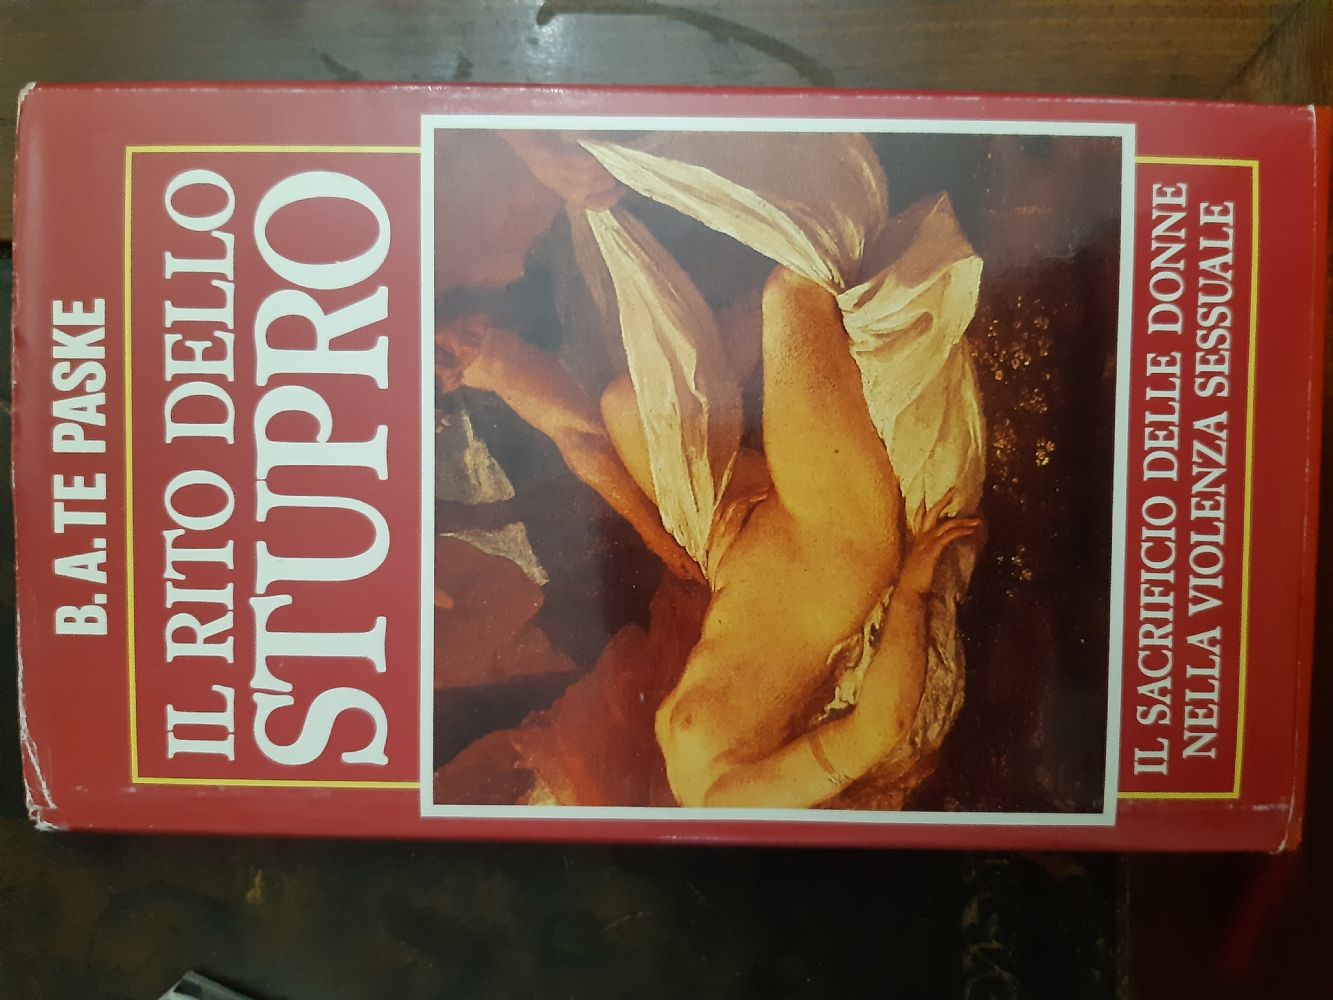 B.A.TE PASKE
IL RITO DELLO
STUPRO
IL SACRIFICIO DELLE DONNE
NELLA VIOLENZA SESSUALE